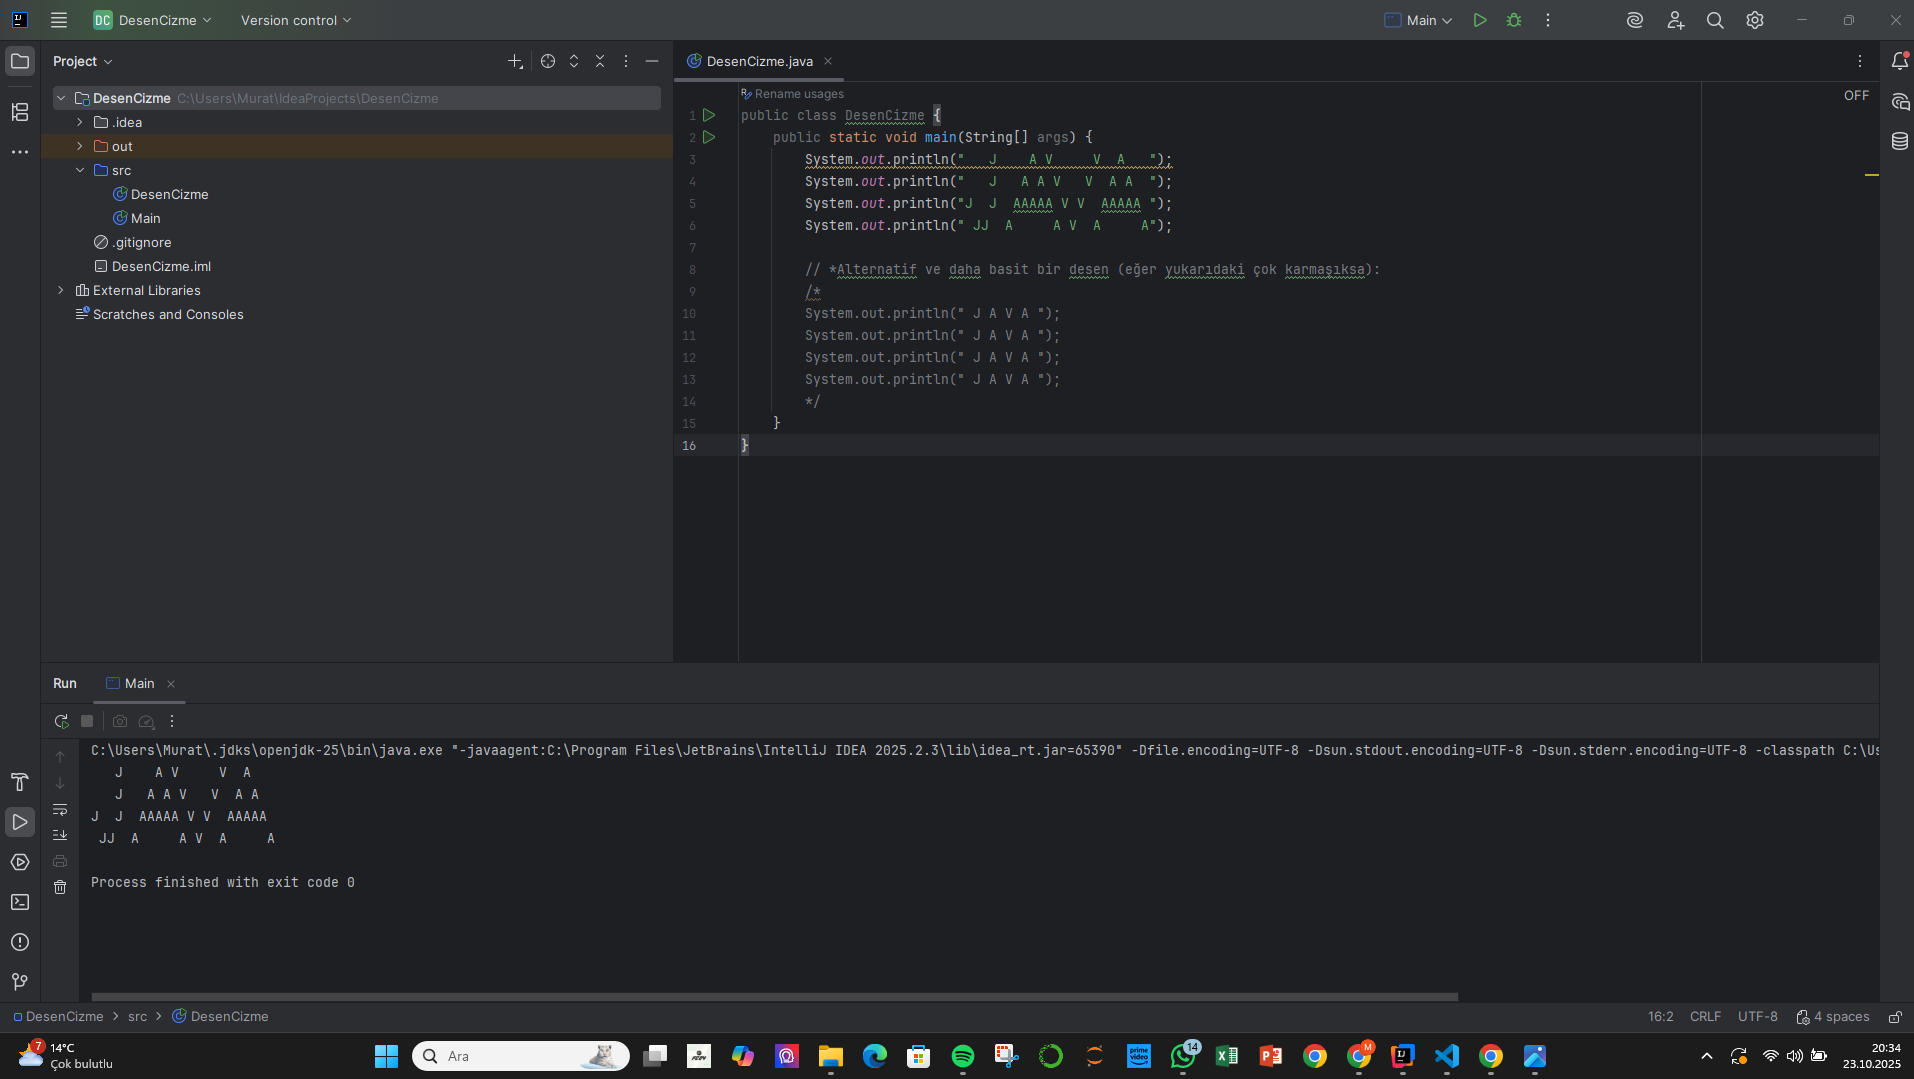 DC DesenCizme Version control Main
Project
DesenCizme.java
DesenCizme C:\Users\Murat\IdeaProjects\DesenCizme
.idea
out
src
DesenCizme
Main
.gitignore
DesenCizme.iml
External Libraries
Scratches and Consoles
Rename usages
OFF
1 public class DesenCizme {
2     public static void main(String[] args) {
3         System.out.println("   J    A V     V  A   ");
4         System.out.println("   J   A A V   V  A A  ");
5         System.out.println("J  J  AAAAA V V  AAAAA ");
6         System.out.println(" JJ  A     A V  A     A");
7
8         // *Alternatif ve daha basit bir desen (eğer yukarıdaki çok karmaşıksa):
9         /*
10         System.out.println(" J A V A ");
11         System.out.println(" J A V A ");
12         System.out.println(" J A V A ");
13         System.out.println(" J A V A ");
14         */
15     }
16 }
Run Main
C:\Users\Murat\.jdks\openjdk-25\bin\java.exe "-javaagent:C:\Program Files\JetBrains\IntelliJ IDEA 2025.2.3\lib\idea_rt.jar=65390" -Dfile.encoding=UTF-8 -Dsun.stdout.encoding=UTF-8 -Dsun.stderr.encoding=UTF-8 -classpath C:\Us
   J    A V     V  A
   J   A A V   V  A A
J  J  AAAAA V V  AAAAA
 JJ  A     A V  A     A
Process finished with exit code 0
DesenCizme > src > DesenCizme
16:2 CRLF UTF-8 4 spaces
7
14°C
Çok bulutlu
Ara
prime video
14
M
20:34
23.10.2025